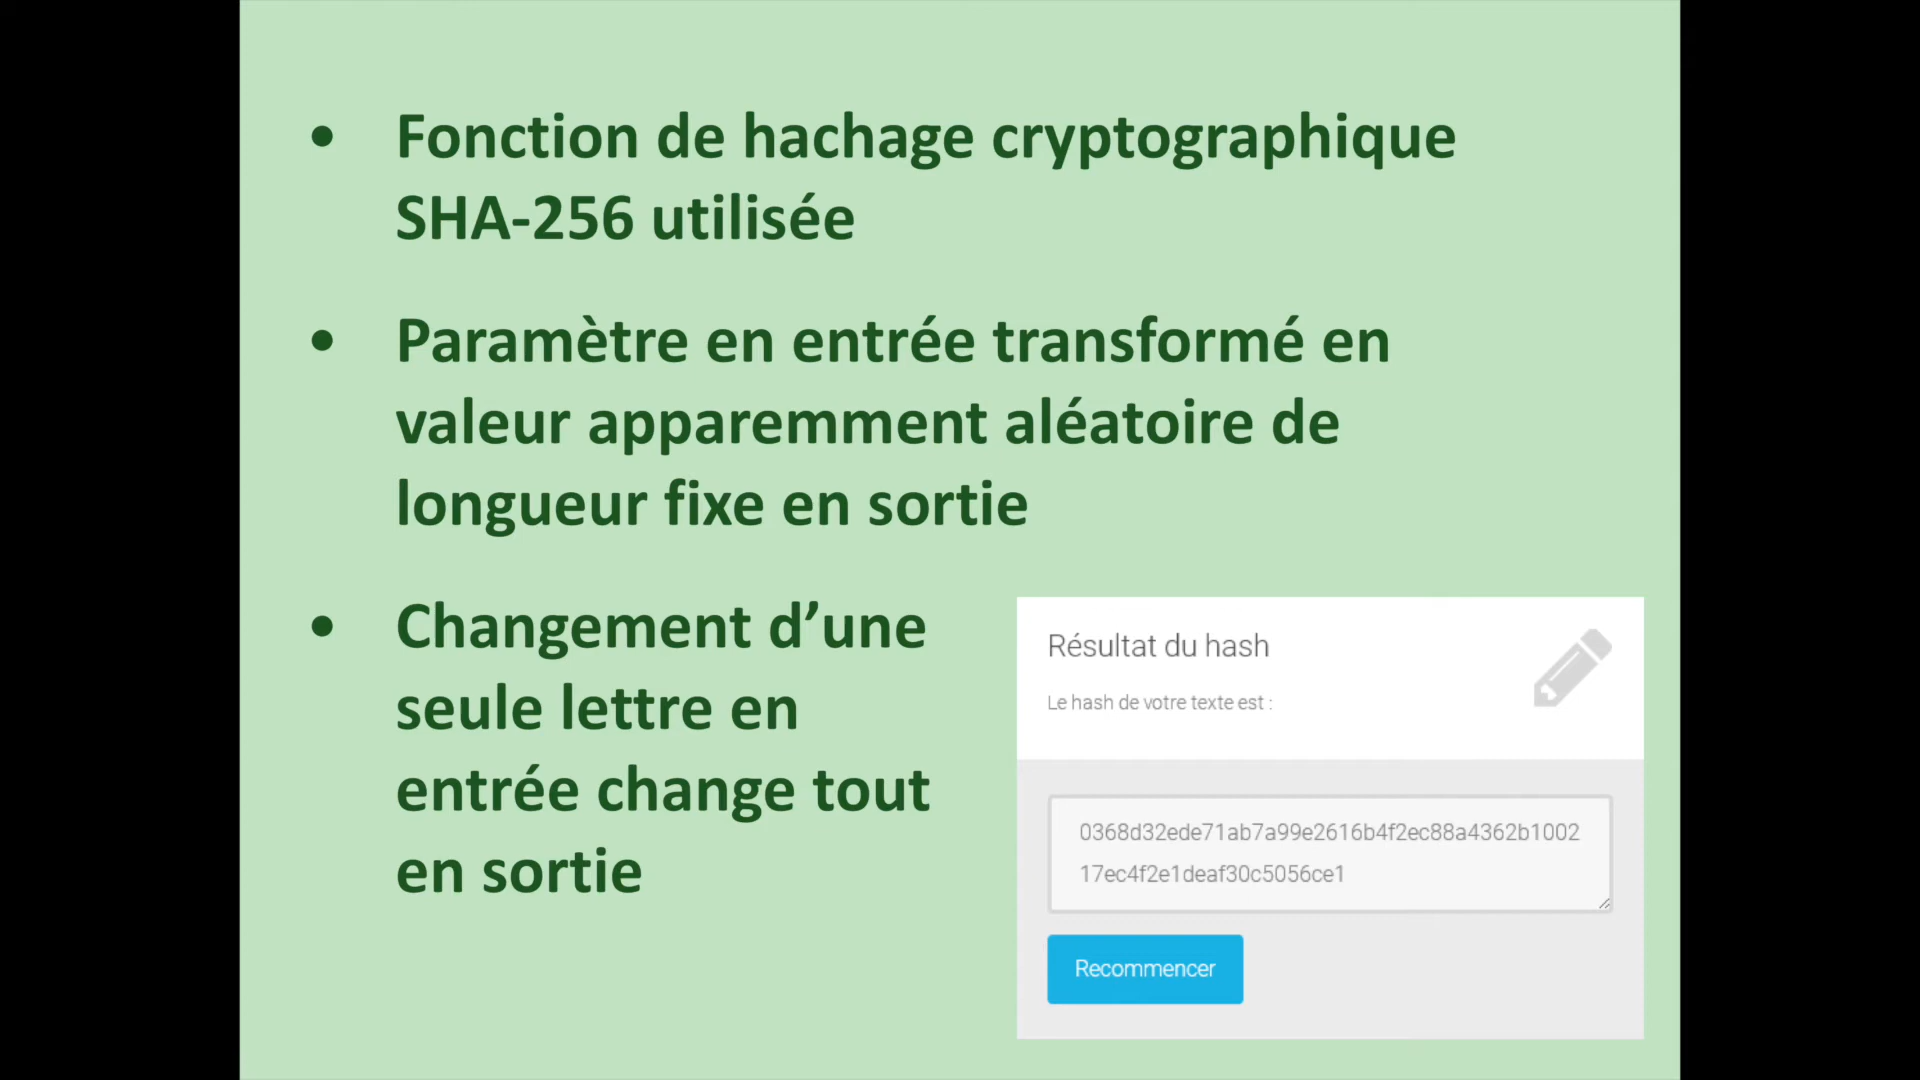 • Fonction de hachage cryptographique
SHA-256 utilisée
• Paramètre en entrée transformé en
valeur apparemment aléatoire de
longueur fixe en sortie
• Changement d’une
seule lettre en
entrée change tout
en sortie
Résultat du hash
Le hash de votre texte est :
0368d32ede71ab7a99e2616b4f2ec88a4362b1002
17ec4f2e1deaf30c5056ce1
Recommencer